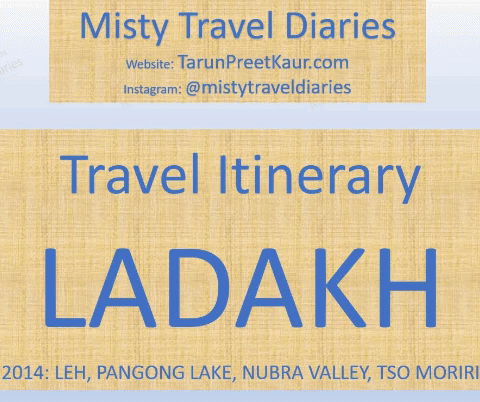 Misty Travel Diaries
Website: TarunPreetKaur.com
Instagram: @mistytraveldiaries
Travel Itinerary
LADAKH
2014: LEH, PANGONG LAKE, NUBRA VALLEY, TSO MORIRI